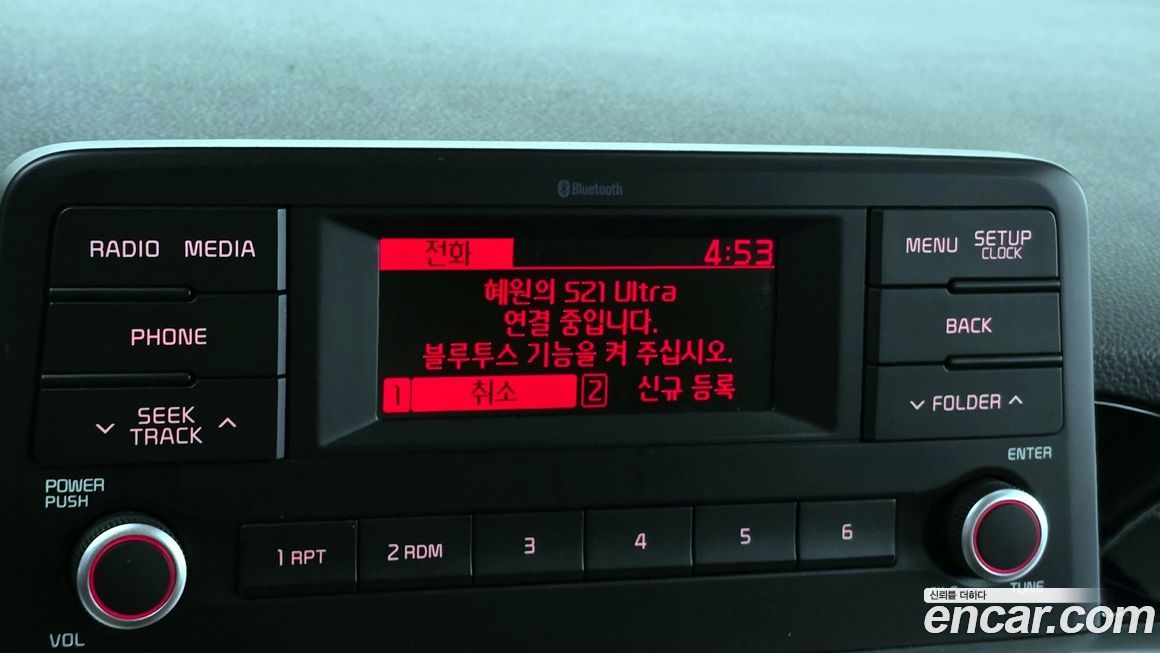 Bluetooth
RADIO MEDIA
PHONE
SEEK
TRACK
POWER
PUSH
VOL
전화 4:53
혜원의 S21 Ultra
연결 중입니다.
블루투스 기능을 켜 주십시오.
1 취소 2 신규 등록
MENU SETUP
CLOCK
BACK
FOLDER
ENTER
TUNE
1 RPT 2 RDM 3 4 5 6
신뢰를 더하다
encar.com